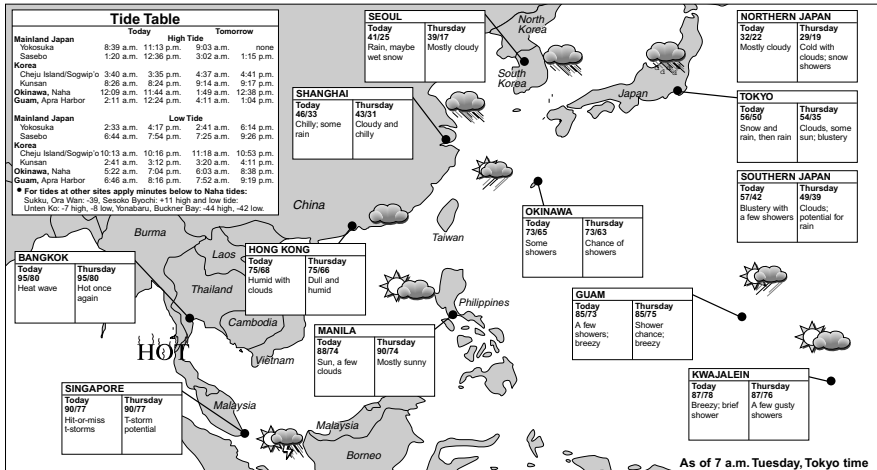 Tide Table
Today Tomorrow
Mainland Japan High Tide
Yokosuka 8:39 a.m. 11:13 p.m. 9:03 a.m. none
Sasebo 1:20 a.m. 12:36 p.m. 3:02 a.m. 1:15 p.m.
Korea
Cheju Island/Sogwip'o 3:40 a.m. 3:35 p.m. 4:37 a.m. 4:41 p.m.
Kunsan 8:26 a.m. 8:24 p.m. 9:14 a.m. 9:17 p.m.
Okinawa, Naha 12:09 a.m. 11:44 a.m. 1:49 a.m. 12:38 p.m.
Guam, Apra Harbor 2:11 a.m. 12:24 p.m. 4:11 a.m. 1:04 p.m.
Mainland Japan Low Tide
Yokosuka 2:33 a.m. 4:17 p.m. 2:41 a.m. 6:14 p.m.
Sasebo 6:44 a.m. 7:54 p.m. 7:25 a.m. 9:26 p.m.
Korea
Cheju Island/Sogwip'o 10:13 a.m. 10:16 p.m. 11:18 a.m. 10:53 p.m.
Kunsan 2:41 a.m. 3:12 p.m. 3:20 a.m. 4:11 p.m.
Okinawa, Naha 5:22 a.m. 7:04 p.m. 6:03 a.m. 8:38 p.m.
Guam, Apra Harbor 6:46 a.m. 8:16 p.m. 7:52 a.m. 9:19 p.m.
• For tides at other sites apply minutes below to Naha tides:
Sukku, Ora Wan: -39, Sesoko Byochi: +11 high and low tide:
Unten Ko: -7 high, -8 low, Yonabaru, Buckner Bay: -44 high, -42 low.
SEOUL
Today Thursday
41/25 39/17
Rain, maybe Mostly cloudy
wet snow
North
Korea
South
Korea
Japan
NORTHERN JAPAN
Today Thursday
32/22 29/19
Mostly cloudy Cold with
clouds; snow
showers
SHANGHAI
Today Thursday
46/33 43/31
Chilly; some Cloudy and
rain chilly
TOKYO
Today Thursday
56/50 54/35
Snow and Clouds, some
rain, then rain sun; blustery
SOUTHERN JAPAN
Today Thursday
57/42 49/39
Blustery with Clouds;
a few showers potential for
rain
China
Taiwan
OKINAWA
Today Thursday
73/65 73/63
Some Chance of
showers showers
Burma
Laos
Thailand
Cambodia
Vietnam
BANGKOK
Today Thursday
95/80 95/80
Heat wave Hot once
again
HONG KONG
Today Thursday
75/68 75/66
Humid with Dull and
clouds humid
Philippines
GUAM
Today Thursday
85/73 85/75
A few Shower
showers; chance;
breezy breezy
HOT
MANILA
Today Thursday
88/74 90/74
Sun, a few Mostly sunny
clouds
KWAJALEIN
Today Thursday
87/78 87/76
Breezy; brief A few gusty
shower showers
SINGAPORE
Today Thursday
90/77 90/77
Hit-or-miss T-storm
t-storms potential
Malaysia
Malaysia
Borneo
As of 7 a.m. Tuesday, Tokyo time